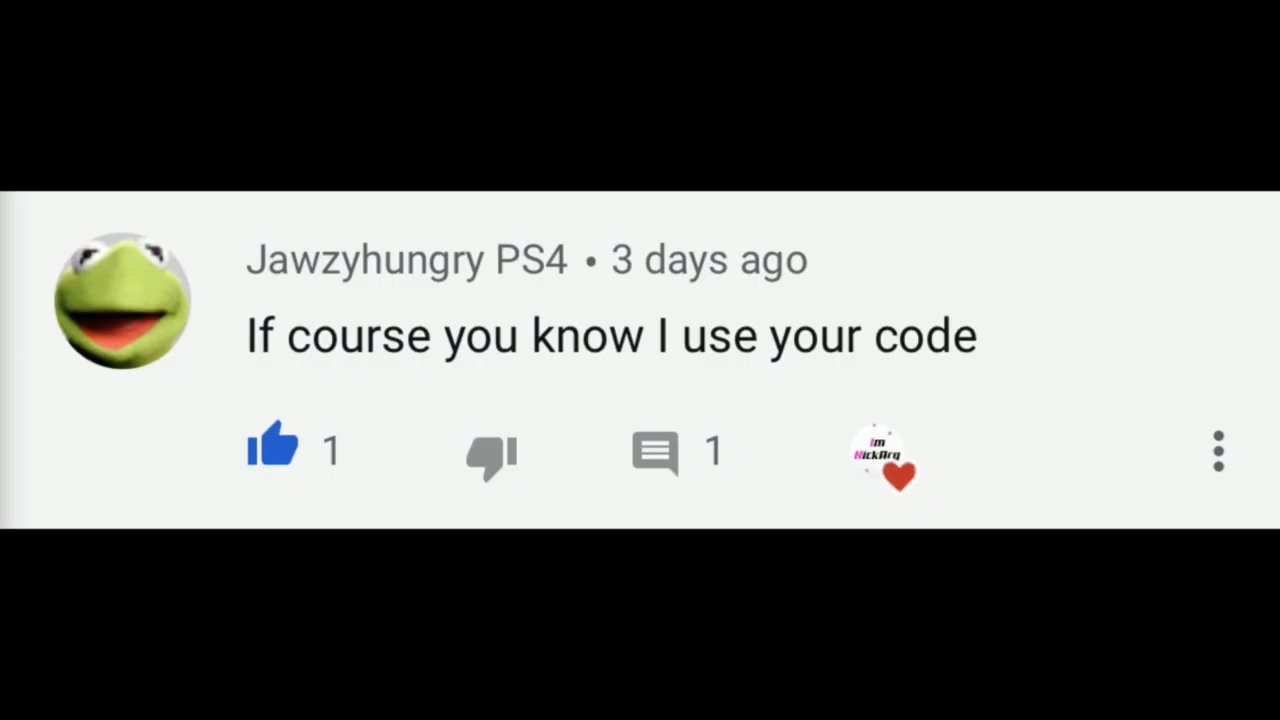 Jawzyhungry PS4 • 3 days ago
If course you know I use your code
1
1
Im
NickArq